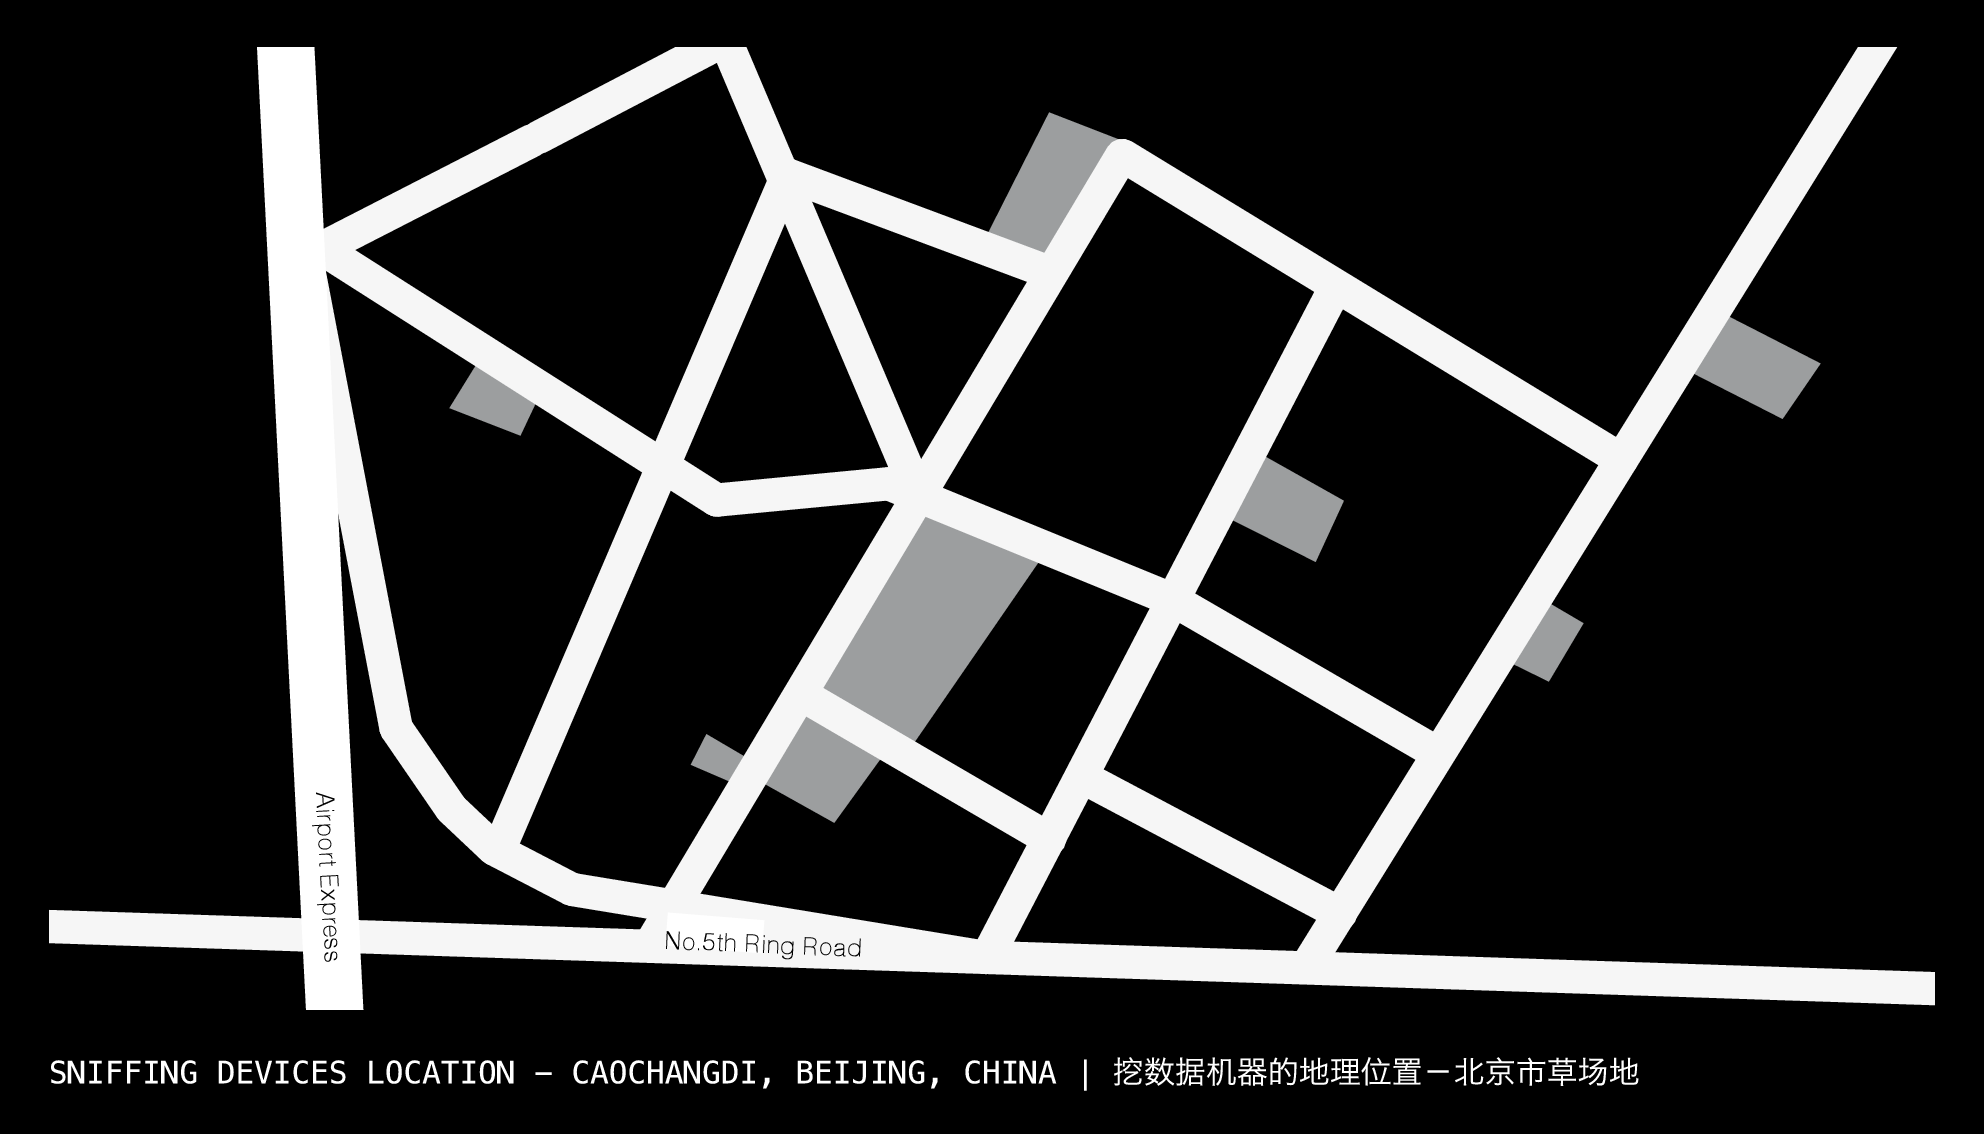 Airport Express
No.5th Ring Road
SNIFFING DEVICES LOCATION – CAOCHANGDI, BEIJING, CHINA | 挖数据机器的地理位置－北京市草场地